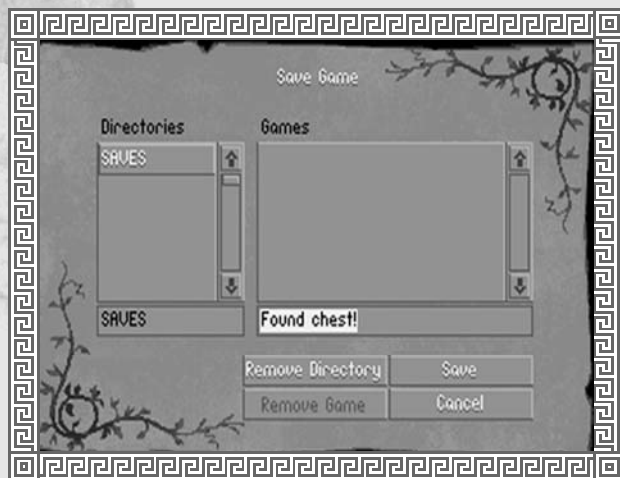 Save Game
Directories
Games
SAVES
SAVES
Found chest!
Remove Directory
Save
Remove Game
Cancel